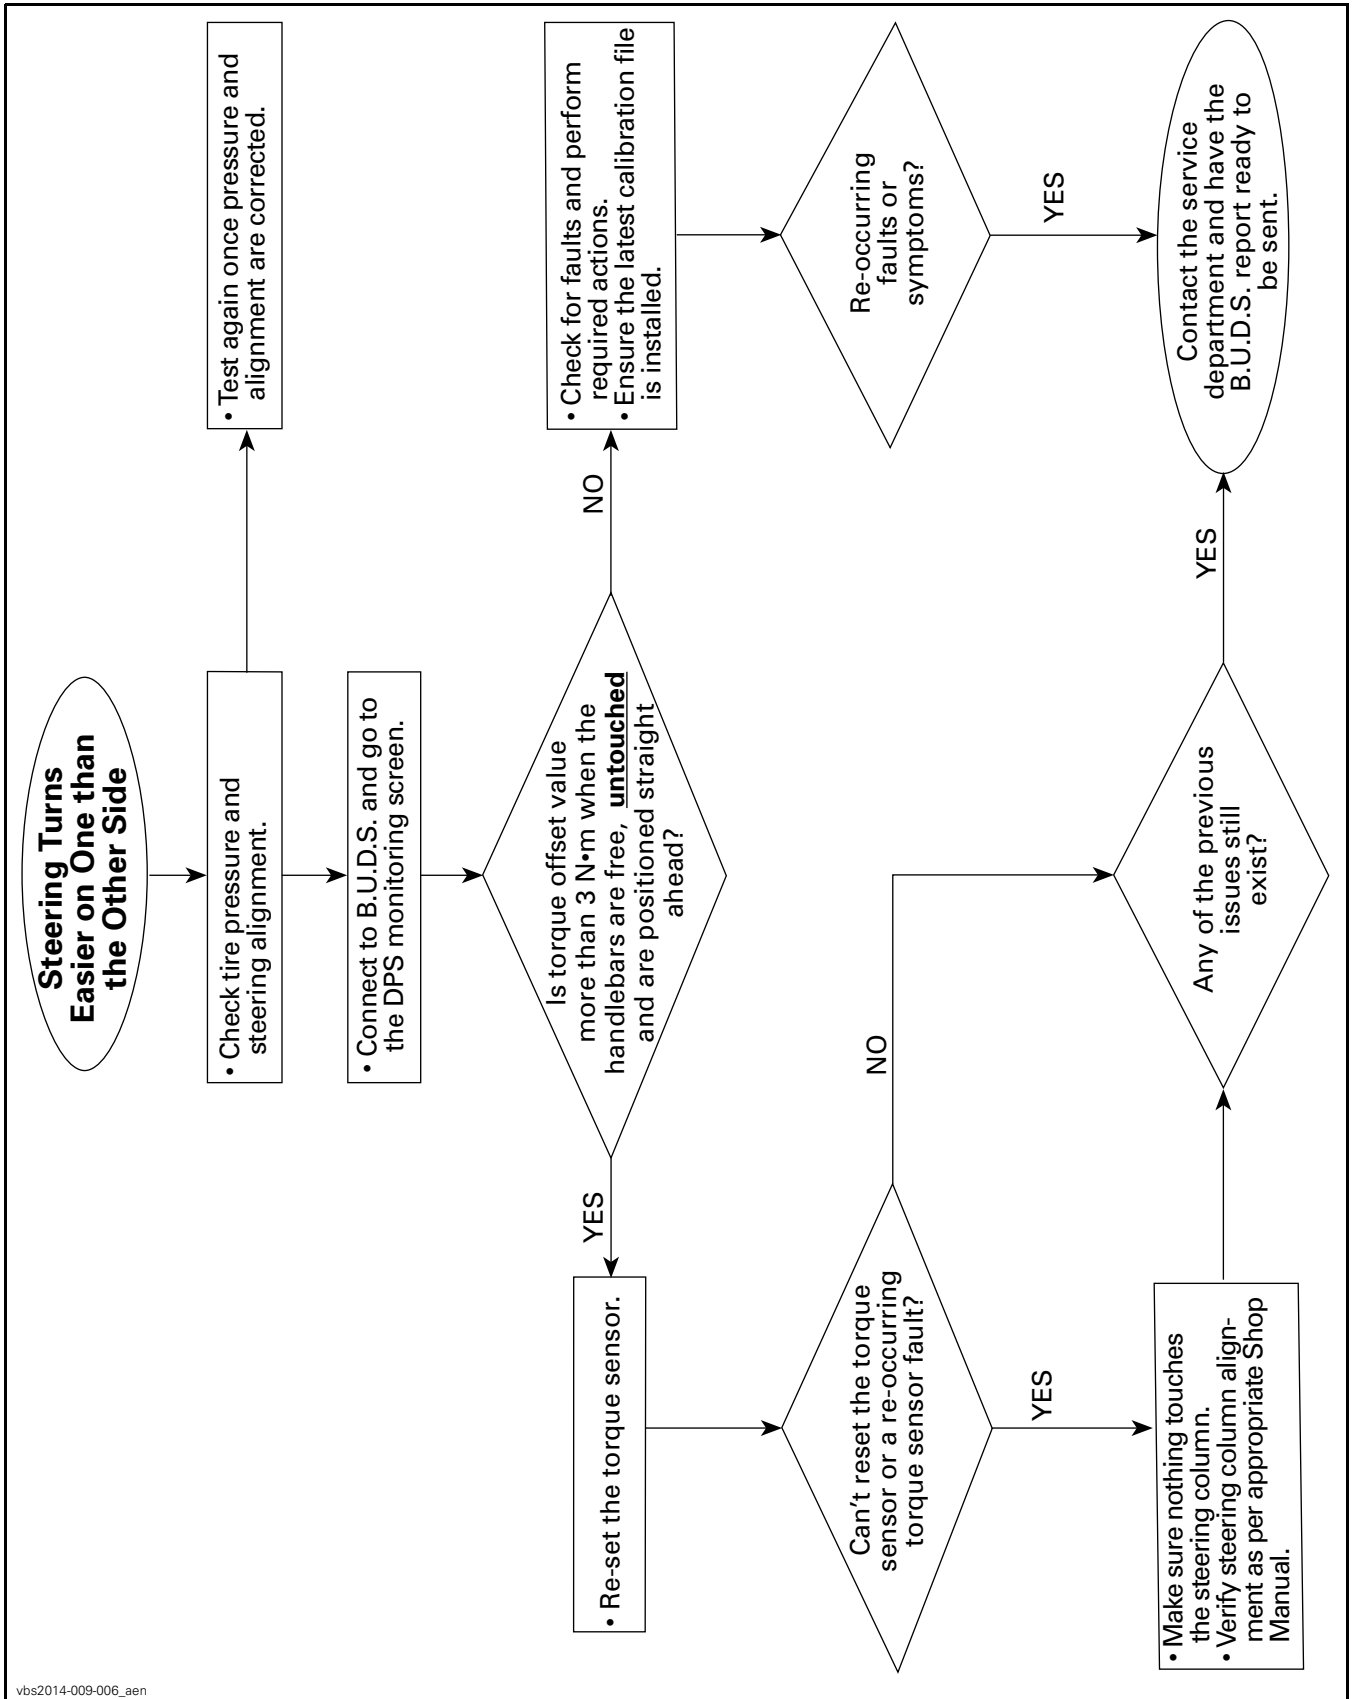 Steering Turns
Easier on One than
the Other Side
• Check tire pressure and
steering alignment.
• Test again once pressure and
alignment are corrected.
• Connect to B.U.D.S. and go to
the DPS monitoring screen.
Is torque offset value
more than 3 N•m when the
handlebars are free, untouched
and are positioned straight
ahead?
YES
NO
• Re-set the torque sensor.
• Check for faults and perform
required actions.
• Ensure the latest calibration file
is installed.
Can't reset the torque
sensor or a re-occurring
torque sensor fault?
NO
Re-occurring
faults or
symptoms?
YES
YES
• Make sure nothing touches
the steering column.
• Verify steering column align-
ment as per appropriate Shop
Manual.
Any of the previous
issues still
exist?
YES
Contact the service
department and have the
B.U.D.S. report ready to
be sent.
vbs2014-009-006_aen